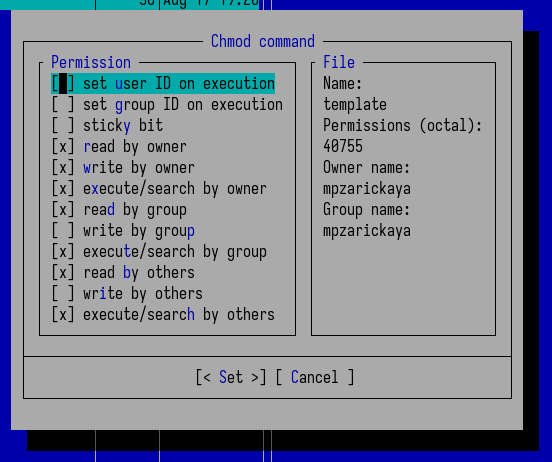 Chmod command
Permission
[ ] set user ID on execution
[ ] set group ID on execution
[ ] sticky bit
[x] read by owner
[x] write by owner
[x] execute/search by owner
[x] read by group
[ ] write by group
[x] execute/search by group
[x] read by others
[ ] write by others
[x] execute/search by others
File
Name:
template
Permissions (octal):
40755
Owner name:
mpzarickaya
Group name:
mpzarickaya
[< Set >] [ Cancel ]